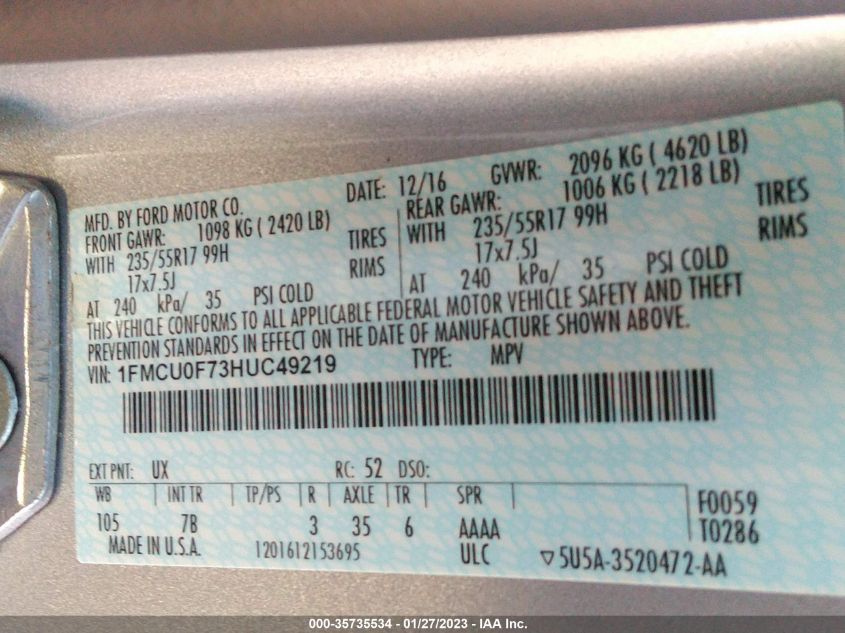 MFD. BY FORD MOTOR CO. DATE: 12/16 GVWR: 2096 KG ( 4620 LB)
FRONT GAWR: 1098 KG ( 2420 LB) REAR GAWR: 1006 KG ( 2218 LB)
WITH 235/55R17 99H TIRES WITH 235/55R17 99H TIRES
17x7.5J RIMS 17x7.5J RIMS
AT 240 kPa/ 35 PSI COLD AT 240 kPa/ 35 PSI COLD
THIS VEHICLE CONFORMS TO ALL APPLICABLE FEDERAL MOTOR VEHICLE SAFETY AND THEFT
PREVENTION STANDARDS IN EFFECT ON THE DATE OF MANUFACTURE SHOWN ABOVE.
VIN: 1FMCU0F73HUC49219 TYPE: MPV
EXT PNT: UX RC: 52 DSO:
WB INT TR TP/PS R AXLE TR SPR F0059
105 7B 3 35 6 AAAA T0286
MADE IN U.S.A. 1201612153695 ULC ▽5U5A-3520472-AA
000-35735534 - 01/27/2023 - IAA Inc.